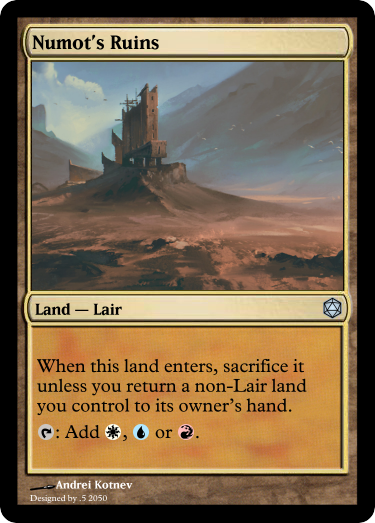 Numot's Ruins
Land — Lair
When this land enters, sacrifice it
unless you return a non-Lair land
you control to its owner's hand.
: Add , or .
Andrei Kotnev
Designed by .5 2050